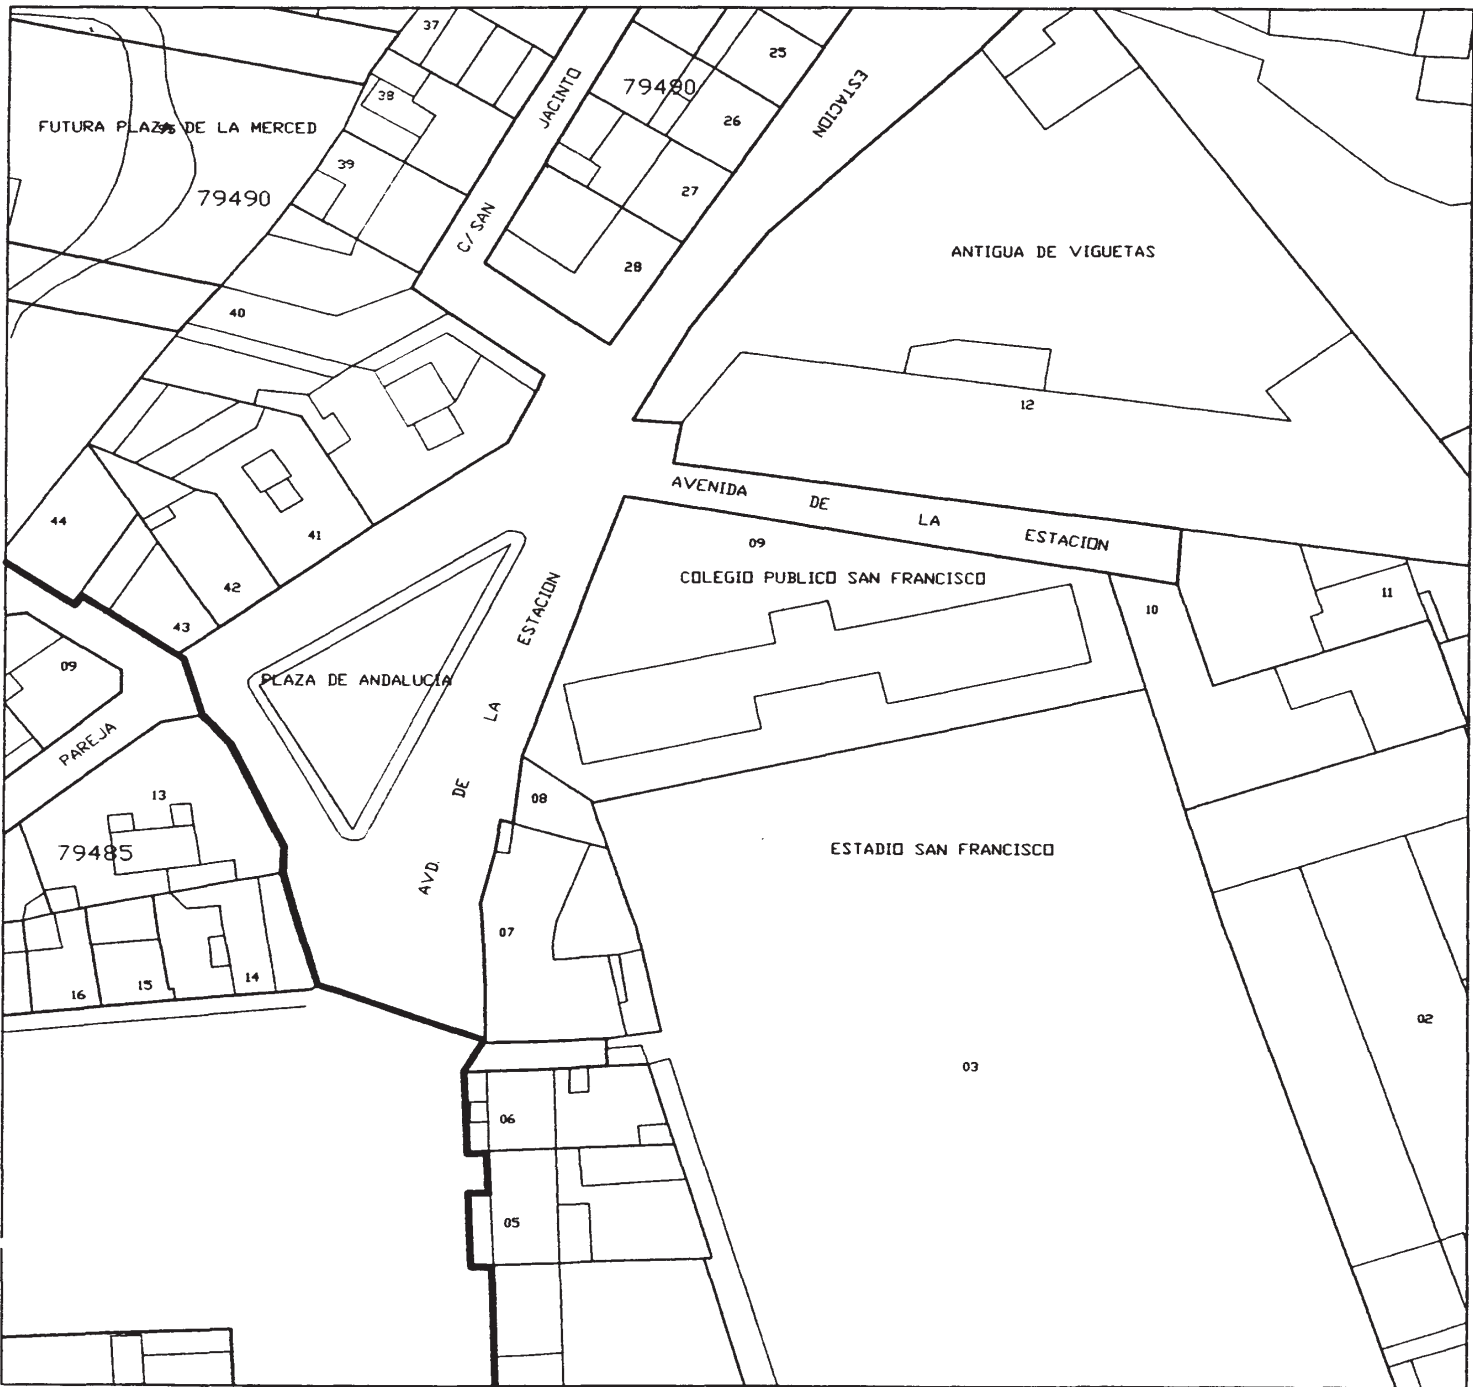 37
25
38
79490
JACINTO
ESTACION
26
FUTURA PLAZA DE LA MERCED
95
39
27
79490
C/ SAN
28
ANTIGUA DE VIGUETAS
40
12
AVENIDA DE LA ESTACION
44
41
09
COLEGIO PUBLICO SAN FRANCISCO
42
11
10
43
09
PLAZA DE ANDALUCIA
AVD. DE LA ESTACION
PAREJA
13
08
79485
ESTADIO SAN FRANCISCO
07
14
15
16
02
03
06
05